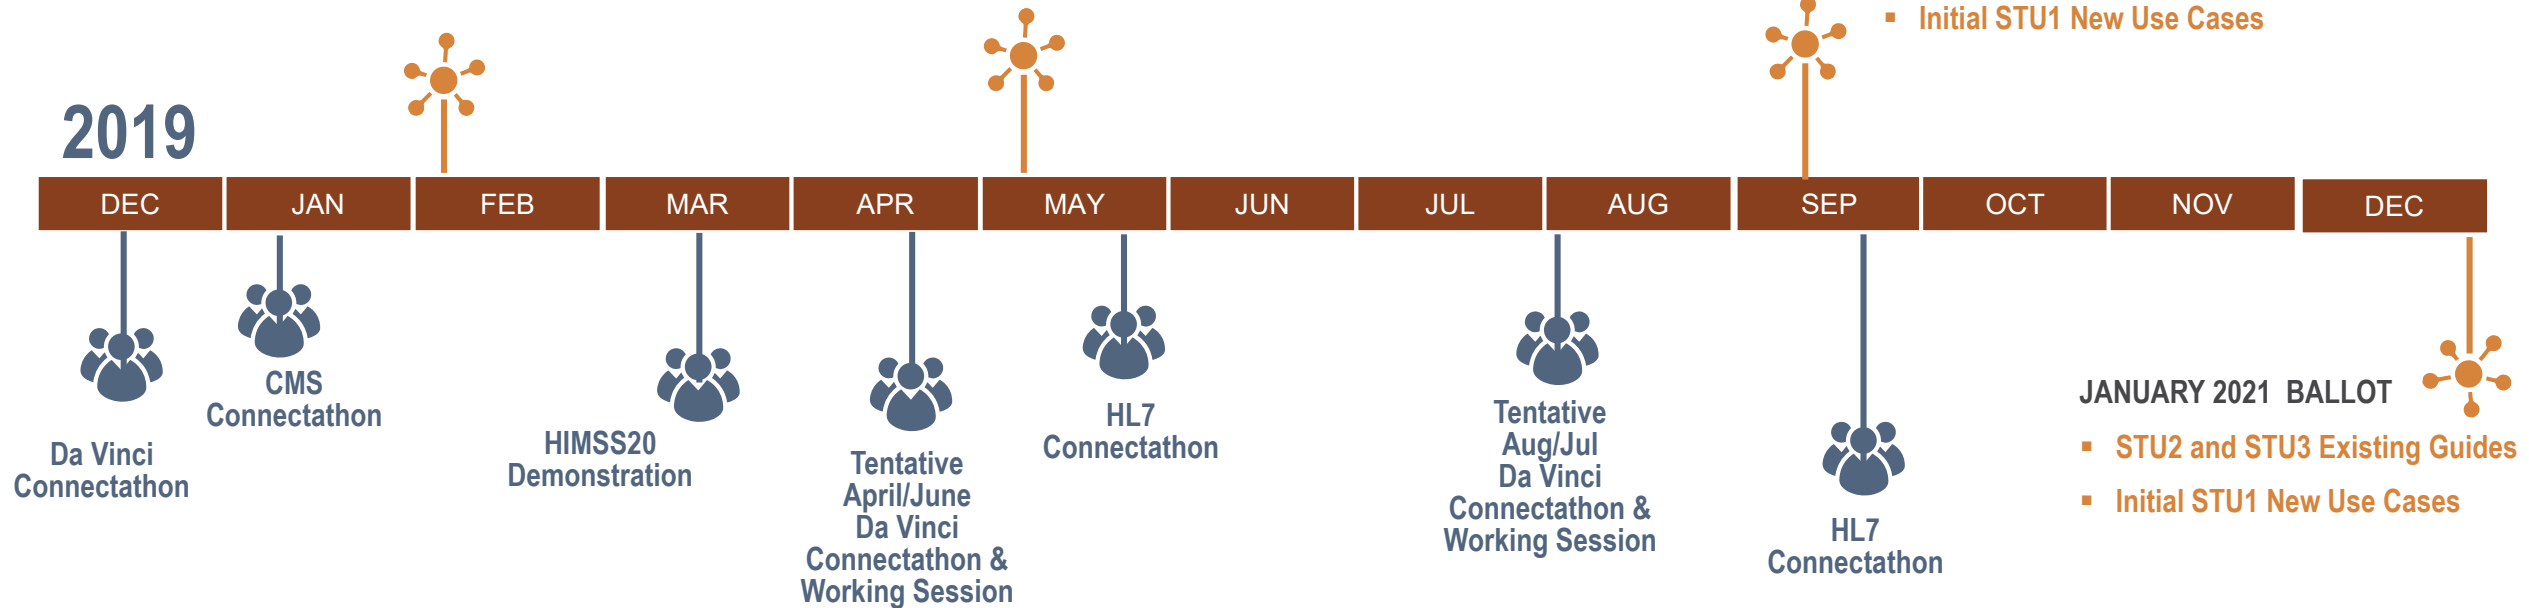 ▪ Initial STU1 New Use Cases
2019
DEC JAN FEB MAR APR MAY JUN JUL AUG SEP OCT NOV DEC
Da Vinci
Connectathon
CMS
Connectathon
HIMSS20
Demonstration
Tentative
April/June
Da Vinci
Connectathon &
Working Session
HL7
Connectathon
Tentative
Aug/Jul
Da Vinci
Connectathon &
Working Session
HL7
Connectathon
JANUARY 2021 BALLOT
▪ STU2 and STU3 Existing Guides
▪ Initial STU1 New Use Cases